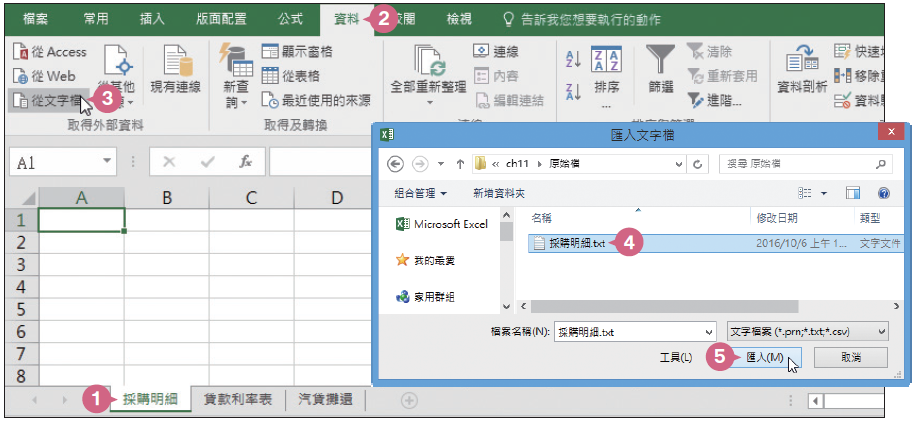 檔案 常用 插入 版面配置 公式 資料 2 校閱 檢視 告訴我您想要執行的動作
從 Access
從 Web
從文字檔 3
從其他
現有連線
取得外部資料
新查
詢
顯示窗格
從表格
最近使用的來源
取得及轉換
全部重新整理
連線
內容
編輯連結
排序
...
篩選
清除
重新套用
進階...
資料剖析
快速
移除
資料
A1 fx
A B C D
1
2
3
4
5
6
7
8
1 採購明細 貸款利率表 汽貸攤還
匯入文字檔
« ch11 原始檔 搜尋 原始檔
組合管理 新增資料夾
Microsoft Excel
我的最愛
家用群組
名稱 修改日期 類型
採購明細.txt 4 2016/10/6 上午 1... 文字文件
檔案名稱(N): 採購明細.txt 文字檔案 (*.prn;*.txt;*.csv)
工具(L) 5 匯入(M) 取消